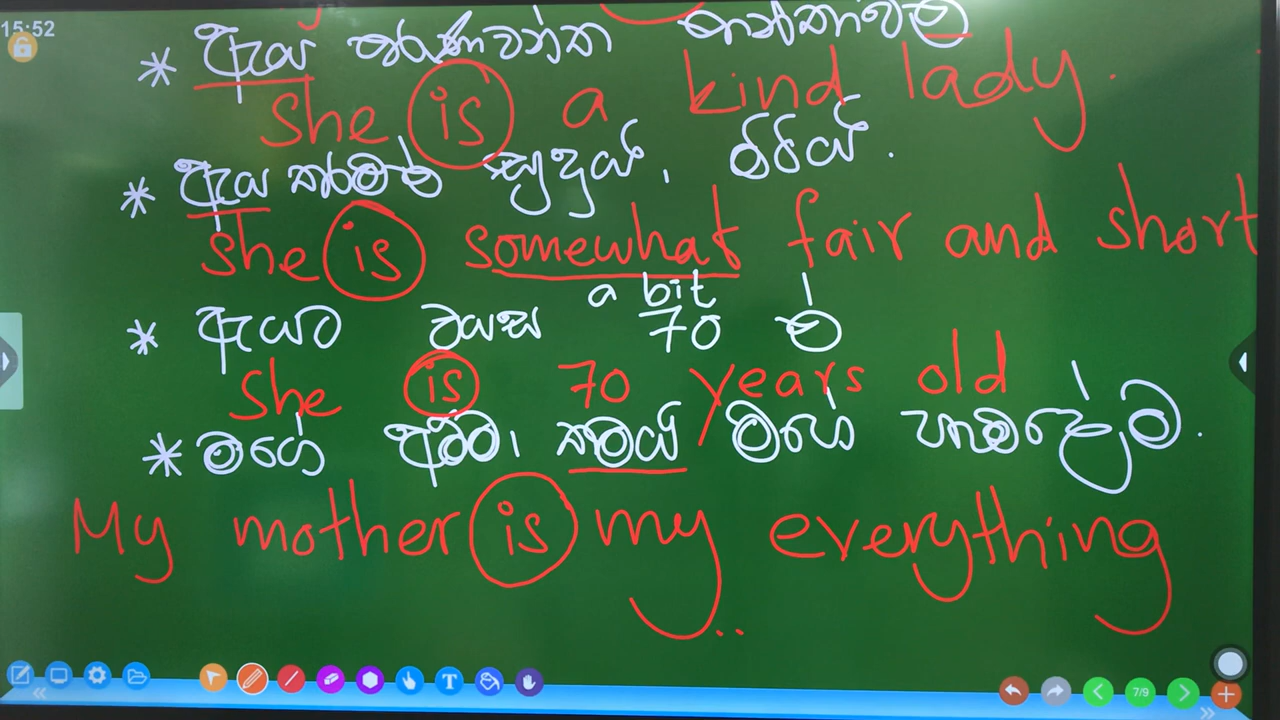 15:52
* ඇය කරුණාවන්ත කාන්තාවකි
She is a kind lady.
* ඇය තරමක් සුදුයි, මිටියි.
She is somewhat fair and short
a bit
* ඇයට වයස 70 යි
She is 70 years old
* මගේ අම්මා තමයි මගේ හැමදේම.
My mother is my everything
T 7/9